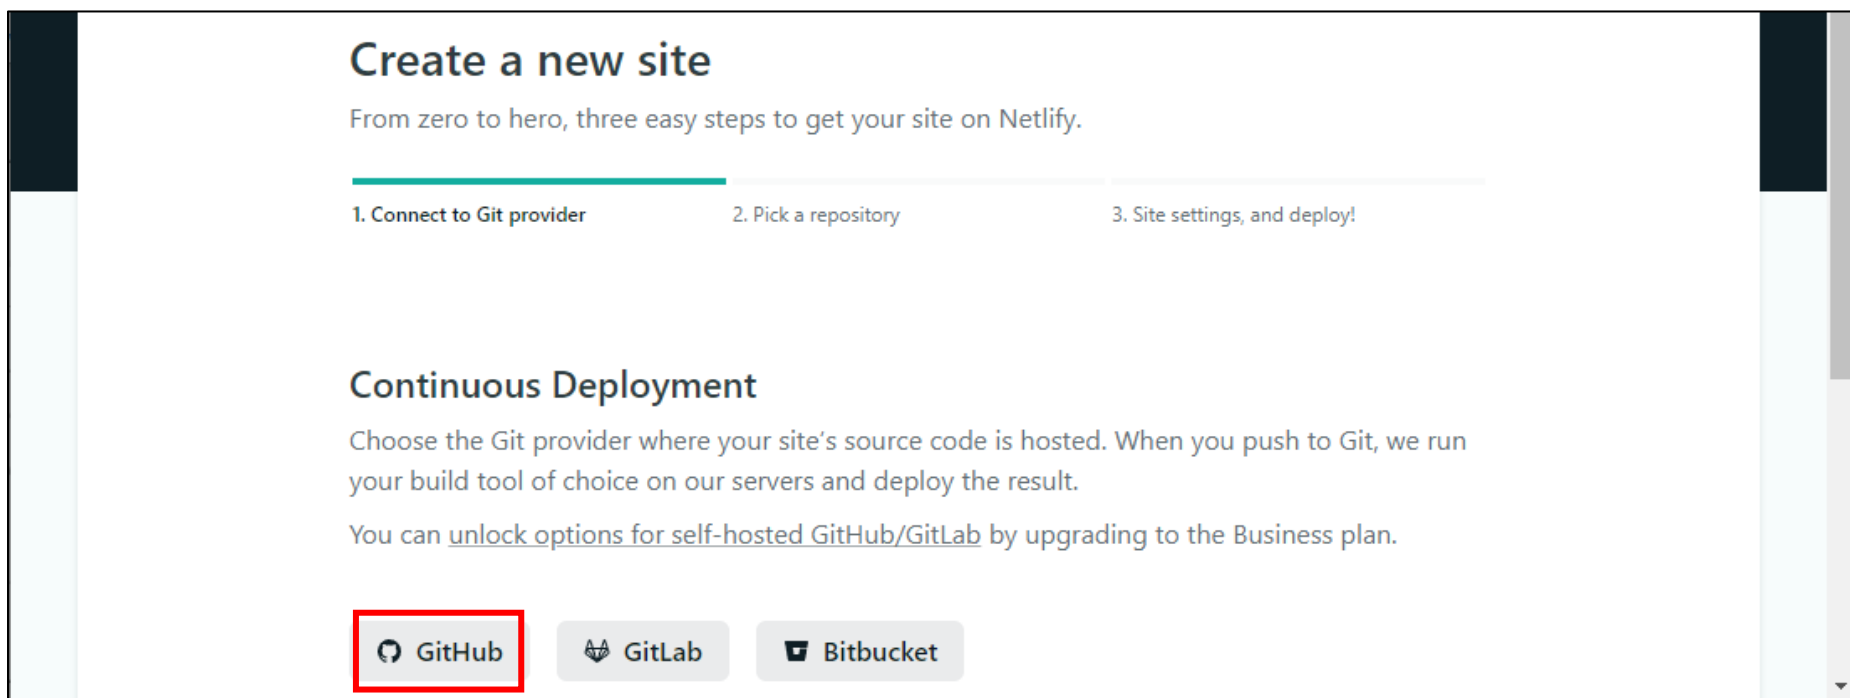 Create a new site
From zero to hero, three easy steps to get your site on Netlify.
1. Connect to Git provider
2. Pick a repository
3. Site settings, and deploy!
Continuous Deployment
Choose the Git provider where your site’s source code is hosted. When you push to Git, we run
your build tool of choice on our servers and deploy the result.
You can unlock options for self-hosted GitHub/GitLab by upgrading to the Business plan.
GitHub
GitLab
Bitbucket